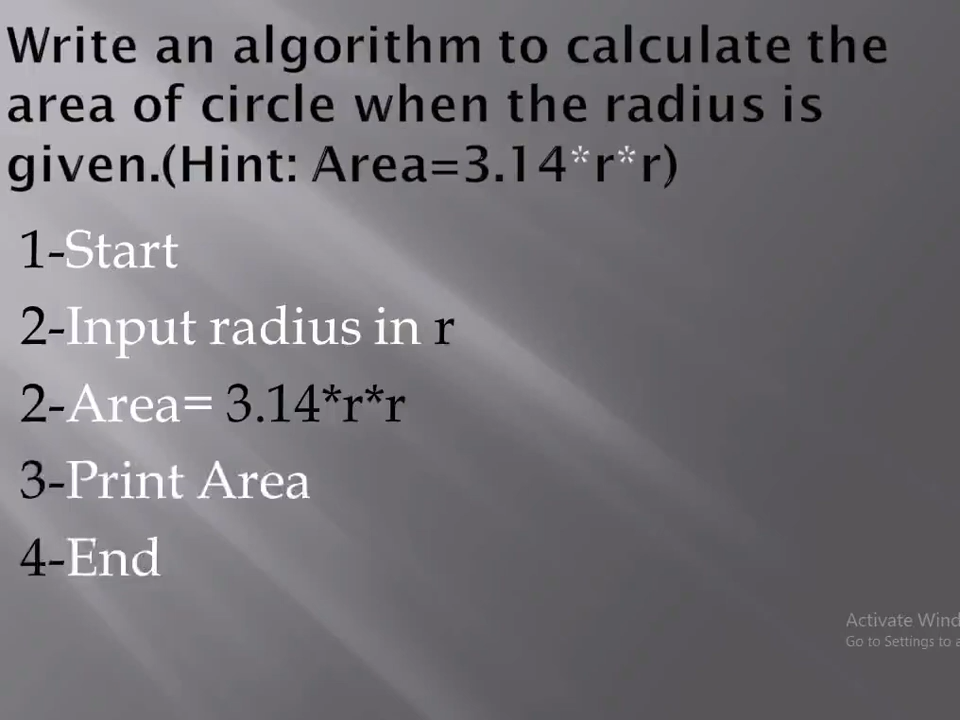 Write an algorithm to calculate the
area of circle when the radius is
given.(Hint: Area=3.14*r*r)
1-Start
2-Input radius in r
2-Area= 3.14*r*r
3-Print Area
4-End
Activate Wind
Go to Settings to a